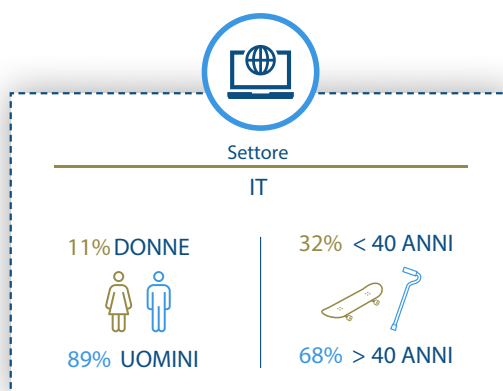 Settore
IT
11% DONNE
89% UOMINI
32% < 40 ANNI
68% > 40 ANNI